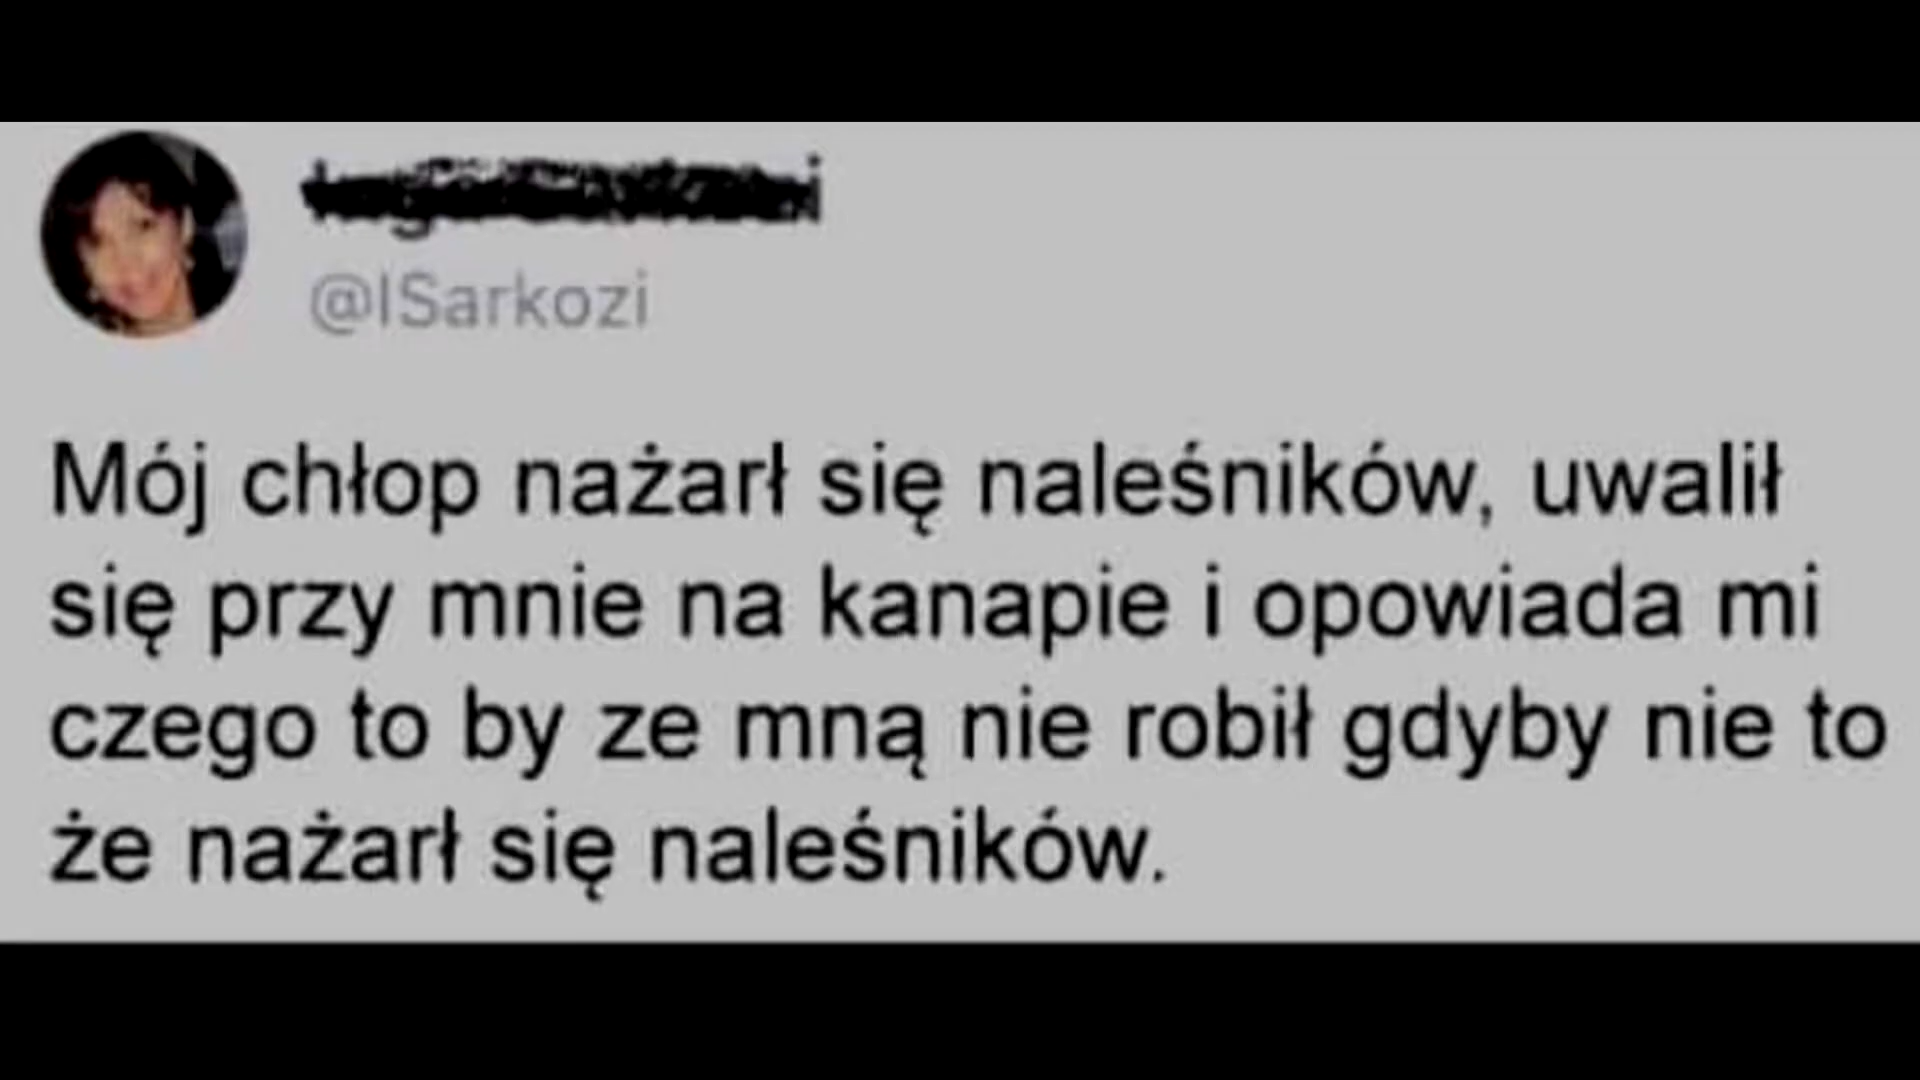 @ISarkozi
Mój chłop nażarł się naleśników, uwalił
się przy mnie na kanapie i opowiada mi
czego to by ze mną nie robił gdyby nie to
że nażarł się naleśników.